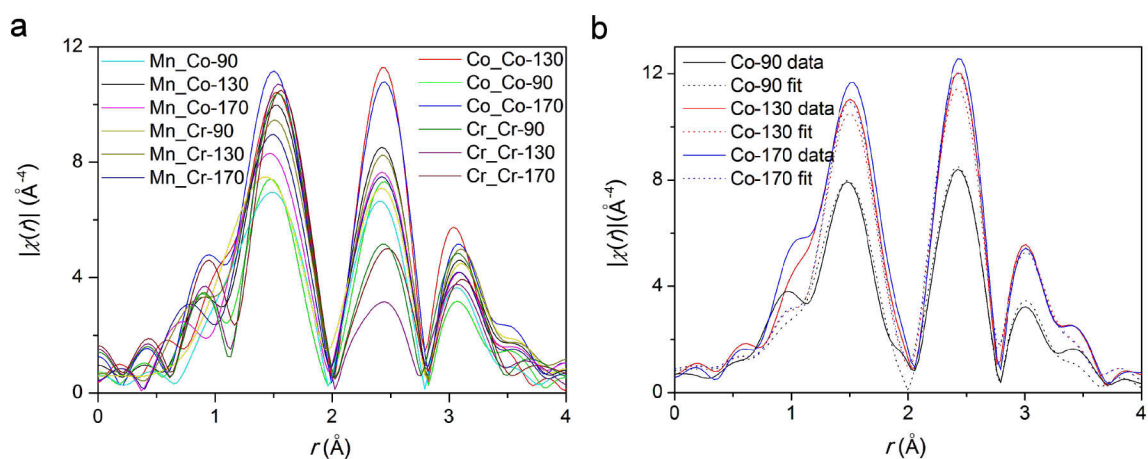 a
12
8
4
0
0
1
2
3
4
|χ(r)| (Å⁻⁴)
r (Å)
Mn_Co-90
Mn_Co-130
Mn_Co-170
Mn_Cr-90
Mn_Cr-130
Mn_Cr-170
Co_Co-130
Co_Co-90
Co_Co-170
Cr_Cr-90
Cr_Cr-130
Cr_Cr-170
b
12
8
4
0
0
1
2
3
4
|χ(r)|(Å⁻⁴)
r (Å)
Co-90 data
Co-90 fit
Co-130 data
Co-130 fit
Co-170 data
Co-170 fit